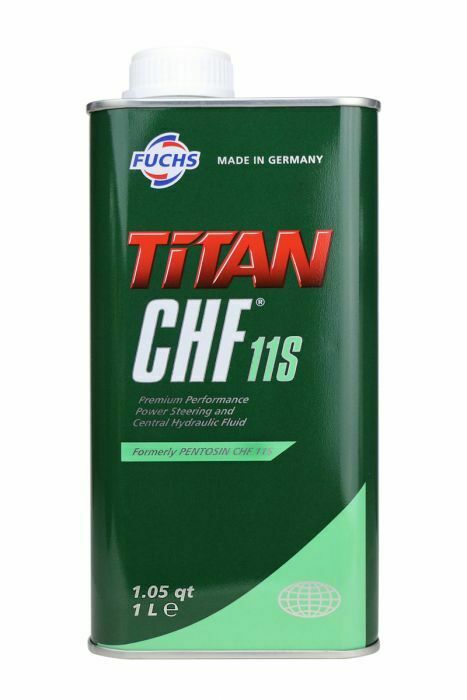 FUCHS
MADE IN GERMANY
TiTAN
CHF® 11S
Premium Performance
Power Steering and
Central Hydraulic Fluid
Formerly PENTOSIN CHF 11S
1.05 qt
1 L ℮